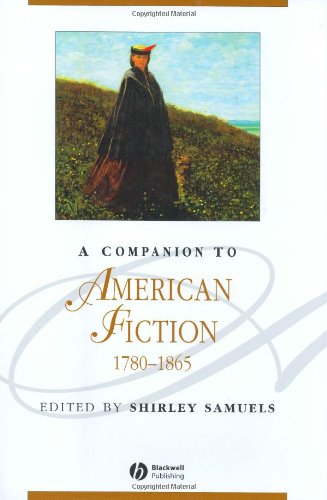 Copyrighted Material
A COMPANION TO
AMERICAN
FICTION
1780–1865
EDITED BY SHIRLEY SAMUELS
Blackwell
Publishing
Copyrighted Material